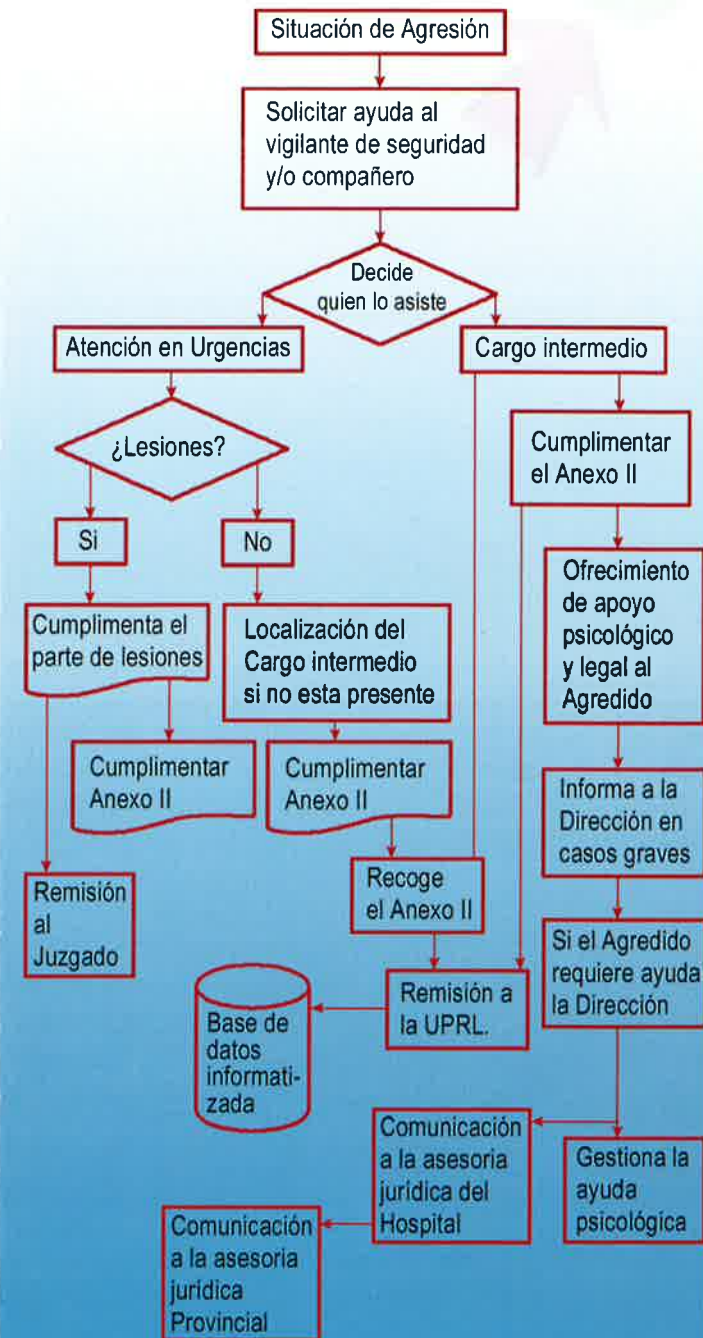 Situación de Agresión
Solicitar ayuda al
vigilante de seguridad
y/o compañero
Decide
quien lo asiste
Atención en Urgencias
Cargo intermedio
¿Lesiones?
Cumplimentar
el Anexo II
Si
No
Ofrecimiento
de apoyo
psicológico
y legal al
Agredido
Cumplimenta el
parte de lesiones
Localización del
Cargo intermedio
si no esta presente
Cumplimentar
Anexo II
Cumplimentar
Anexo II
Informa a la
Dirección en
casos graves
Remisión
al
Juzgado
Recoge
el Anexo II
Si el Agredido
requiere ayuda
la Dirección
Remisión a
la UPRL.
Base de
datos
informati-
zada
Comunicación
a la asesoria
jurídica del
Hospital
Gestiona la
ayuda
psicológica
Comunicación
a la asesoria
jurídica
Provincial